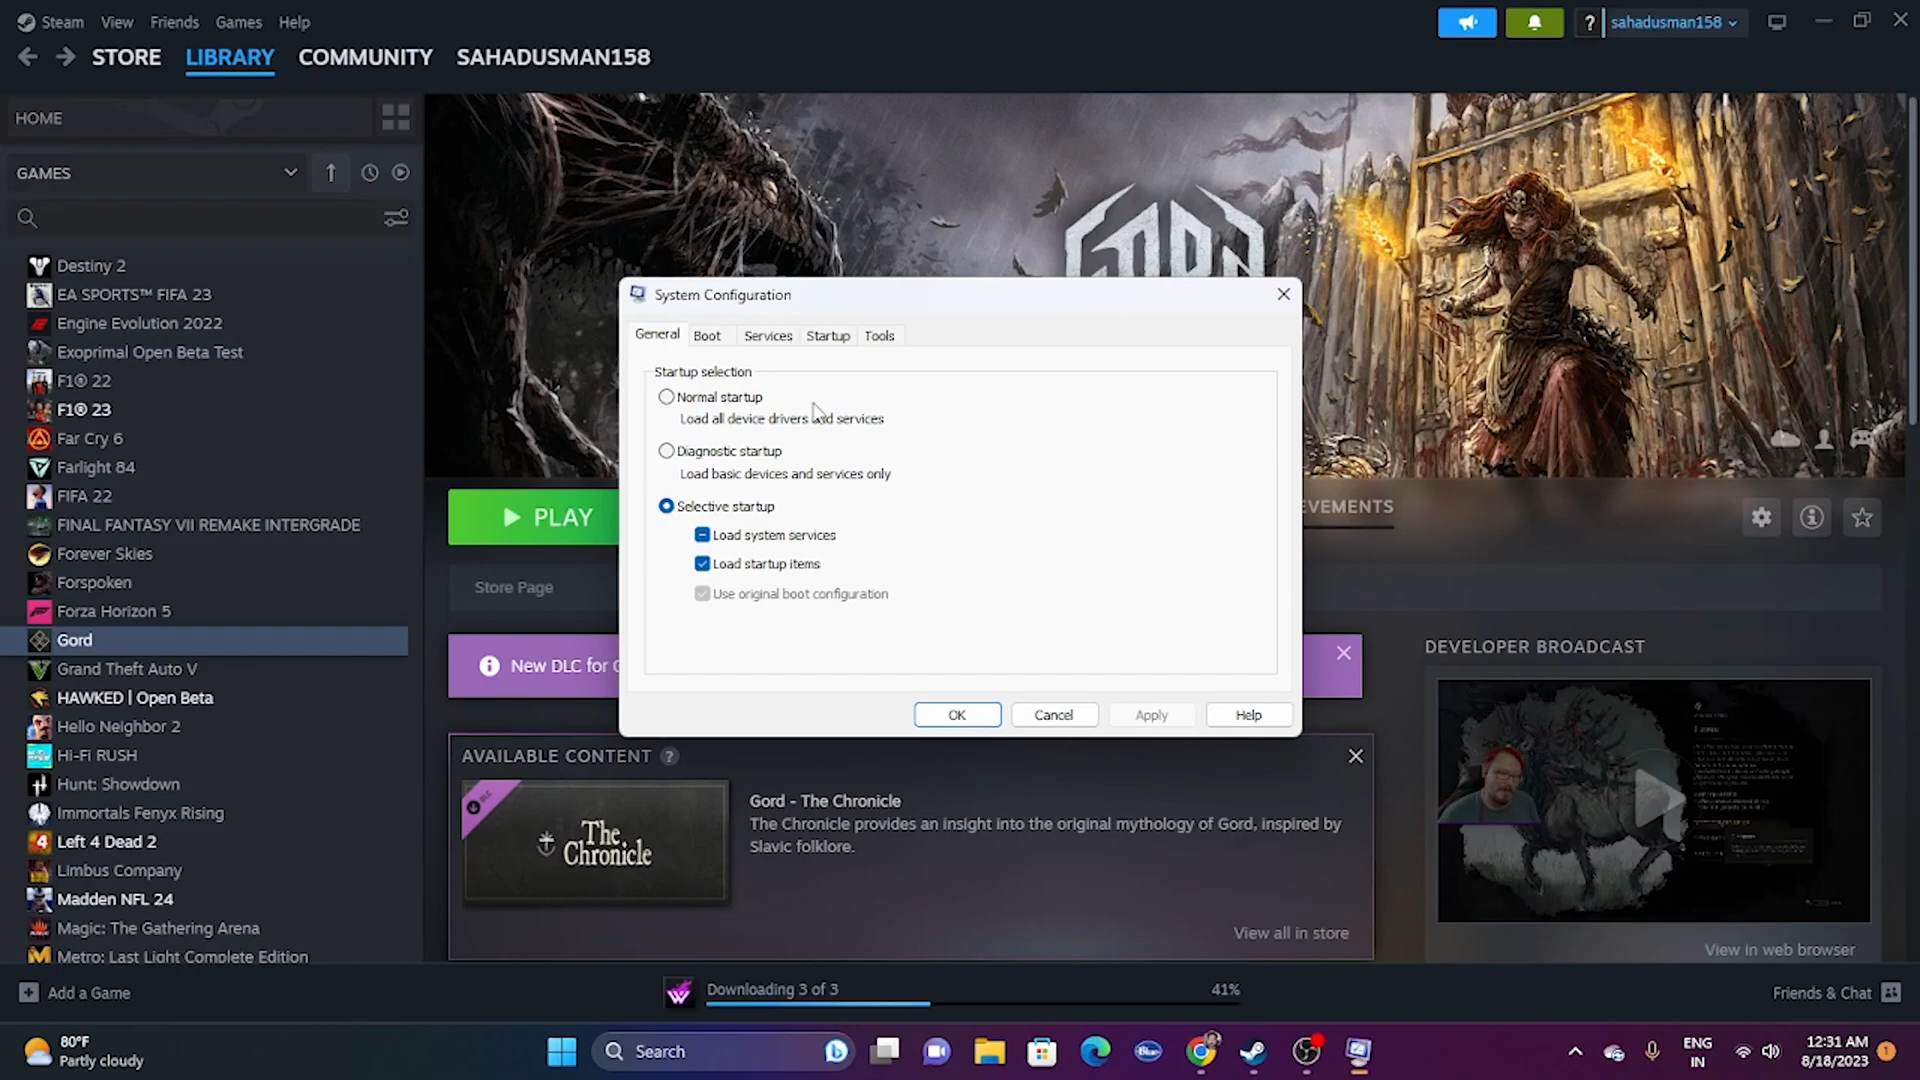 Steam View Friends Games Help
? sahadusman158
STORE LIBRARY COMMUNITY SAHADUSMAN158
HOME
GAMES
Destiny 2
EA SPORTS™ FIFA 23
Engine Evolution 2022
Exoprimal Open Beta Test
F1® 22
F1® 23
Far Cry 6
Farlight 84
FIFA 22
FINAL FANTASY VII REMAKE INTERGRADE
Forever Skies
Forspoken
Forza Horizon 5
Gord
Grand Theft Auto V
HAWKED | Open Beta
Hello Neighbor 2
Hi-Fi RUSH
Hunt: Showdown
Immortals Fenyx Rising
Left 4 Dead 2
Limbus Company
Madden NFL 24
Magic: The Gathering Arena
Metro: Last Light Complete Edition
Add a Game
GORD
System Configuration
General Boot Services Startup Tools
Startup selection
Normal startup
Load all device drivers and services
Diagnostic startup
Load basic devices and services only
Selective startup
Load system services
Load startup items
Use original boot configuration
OK Cancel Apply Help
PLAY
EVEMENTS
Store Page
New DLC for G
AVAILABLE CONTENT ?
DLC
The
Chronicle
Gord - The Chronicle
The Chronicle provides an insight into the original mythology of Gord, inspired by
Slavic folklore.
View all in store
DEVELOPER BROADCAST
View in web browser
Downloading 3 of 3 41%
Friends & Chat
80°F
Partly cloudy
Search
ENG
IN
12:31 AM
8/18/2023
1